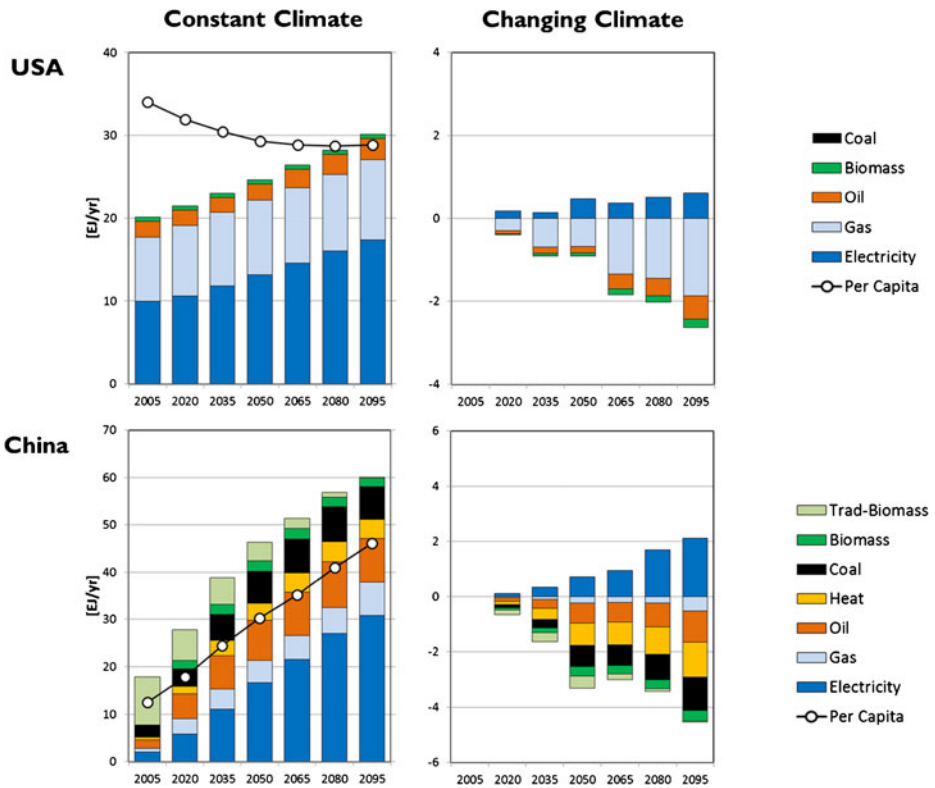 Constant Climate Changing Climate
USA
[EJ/yr]
40
30
20
10
0
2005 2020 2035 2050 2065 2080 2095
[EJ/yr]
4
2
0
-2
-4
2005 2020 2035 2050 2065 2080 2095
Coal
Biomass
Oil
Gas
Electricity
Per Capita
China
[EJ/yr]
70
60
50
40
30
20
10
0
2005 2020 2035 2050 2065 2080 2095
[EJ/yr]
6
4
2
0
-2
-4
-6
2005 2020 2035 2050 2065 2080 2095
Trad-Biomass
Biomass
Coal
Heat
Oil
Gas
Electricity
Per Capita